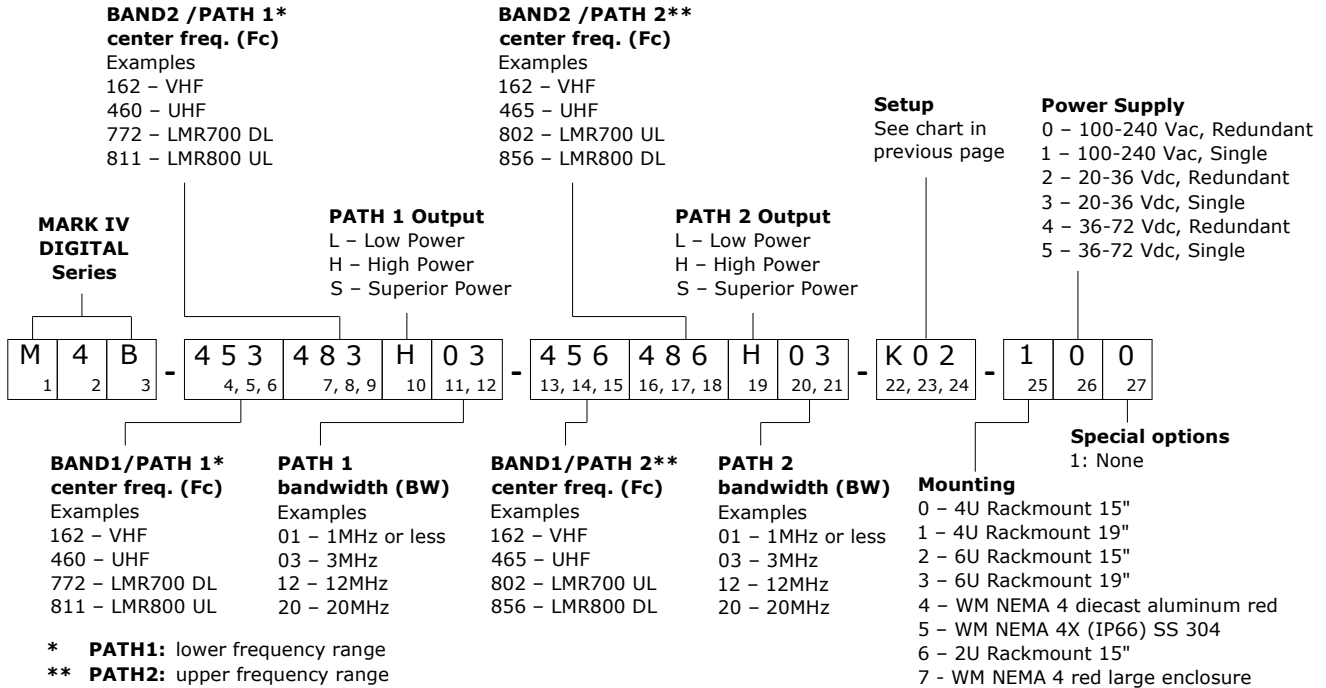 BAND2 /PATH 1*
center freq. (Fc)
Examples
162 – VHF
460 – UHF
772 – LMR700 DL
811 – LMR800 UL
BAND2 /PATH 2**
center freq. (Fc)
Examples
162 – VHF
465 – UHF
802 – LMR700 UL
856 – LMR800 DL
Setup
See chart in
previous page
Power Supply
0 – 100-240 Vac, Redundant
1 – 100-240 Vac, Single
2 – 20-36 Vdc, Redundant
3 – 20-36 Vdc, Single
4 – 36-72 Vdc, Redundant
5 – 36-72 Vdc, Single
MARK IV
DIGITAL
Series
PATH 1 Output
L – Low Power
H – High Power
S – Superior Power
PATH 2 Output
L – Low Power
H – High Power
S – Superior Power
M 4 B - 453 483 H 03 - 456 486 H 03 - K02 - 1 0 0
1 2 3 4, 5, 6 7, 8, 9 10 11, 12 13, 14, 15 16, 17, 18 19 20, 21 22, 23, 24 25 26 27
BAND1/PATH 1*
center freq. (Fc)
Examples
162 – VHF
460 – UHF
772 – LMR700 DL
811 – LMR800 UL
PATH 1
bandwidth (BW)
Examples
01 – 1MHz or less
03 – 3MHz
12 – 12MHz
20 – 20MHz
BAND1/PATH 2**
center freq. (Fc)
Examples
162 – VHF
465 – UHF
802 – LMR700 UL
856 – LMR800 DL
PATH 2
bandwidth (BW)
Examples
01 – 1MHz or less
03 – 3MHz
12 – 12MHz
20 – 20MHz
Special options
1: None
Mounting
0 – 4U Rackmount 15"
1 – 4U Rackmount 19"
2 – 6U Rackmount 15"
3 – 6U Rackmount 19"
4 – WM NEMA 4 diecast aluminum red
5 – WM NEMA 4X (IP66) SS 304
6 – 2U Rackmount 15"
7 - WM NEMA 4 red large enclosure
* PATH1: lower frequency range
** PATH2: upper frequency range